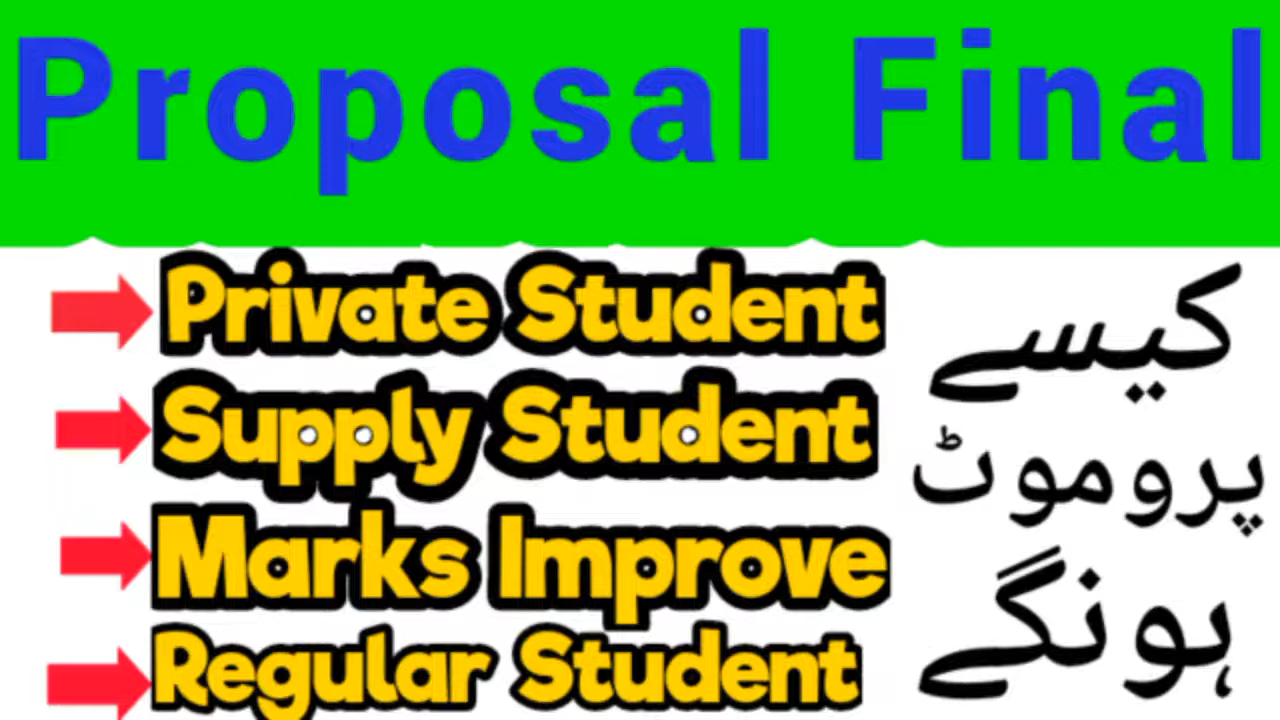 Proposal Final
Private Student
Supply Student
Marks Improve
Regular Student
کیسے
پروموٹ
ہونگے